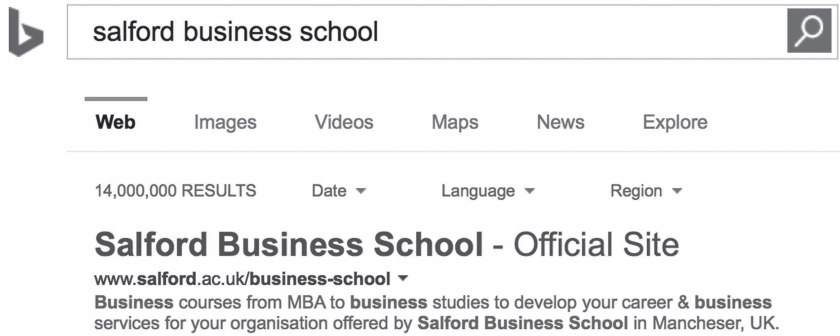 salford business school
Web Images Videos Maps News Explore
14,000,000 RESULTS Date Language Region
Salford Business School - Official Site
www.salford.ac.uk/business-school
Business courses from MBA to business studies to develop your career & business
services for your organisation offered by Salford Business School in Mancheser, UK.